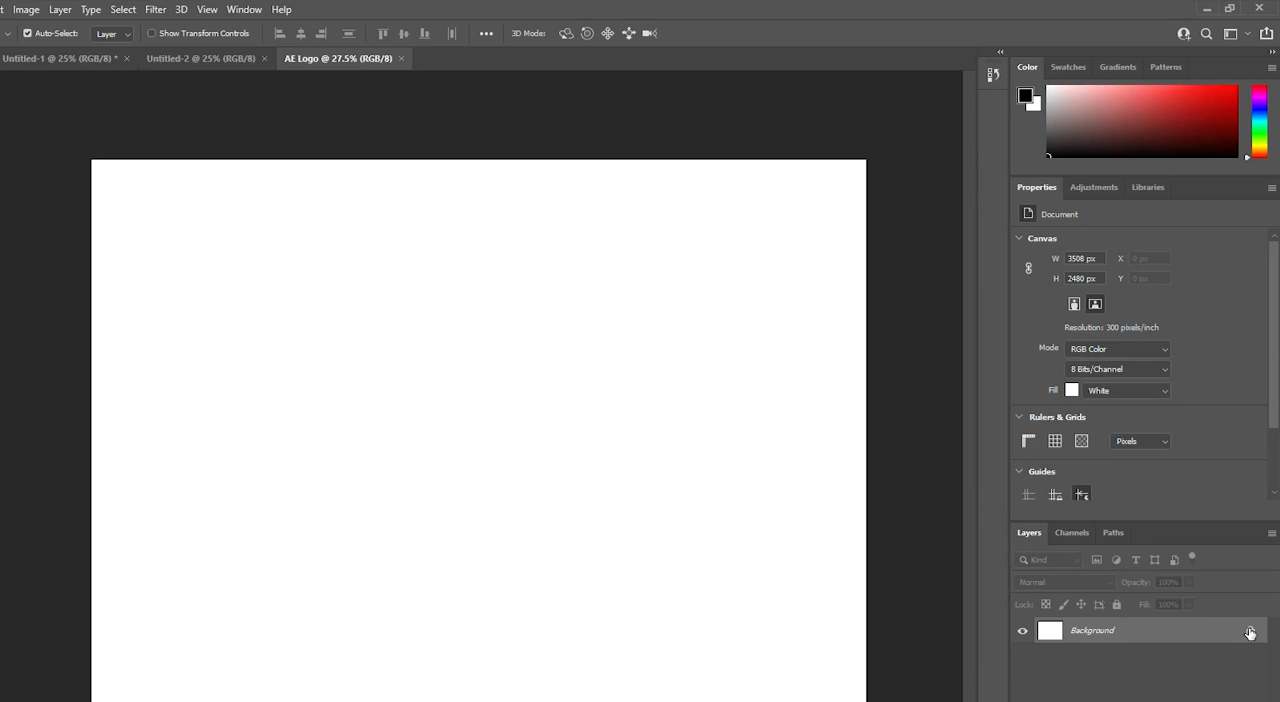 Image Layer Type Select Filter 3D View Window Help
Auto-Select: Layer Show Transform Controls 3D Mode:
Untitled-1 @ 25% (RGB/8) * × Untitled-2 @ 25% (RGB/8) × AE Logo @ 27.5% (RGB/8) ×
Color Swatches Gradients Patterns
Properties Adjustments Libraries
Document
Canvas
W 3508 px X 0 px
H 2480 px Y 0 px
Resolution: 300 pixels/inch
Mode RGB Color
8 Bits/Channel
Fill White
Rulers & Grids
Pixels
Guides
Layers Channels Paths
Kind
Normal Opacity: 100%
Lock: Fill: 100%
Background